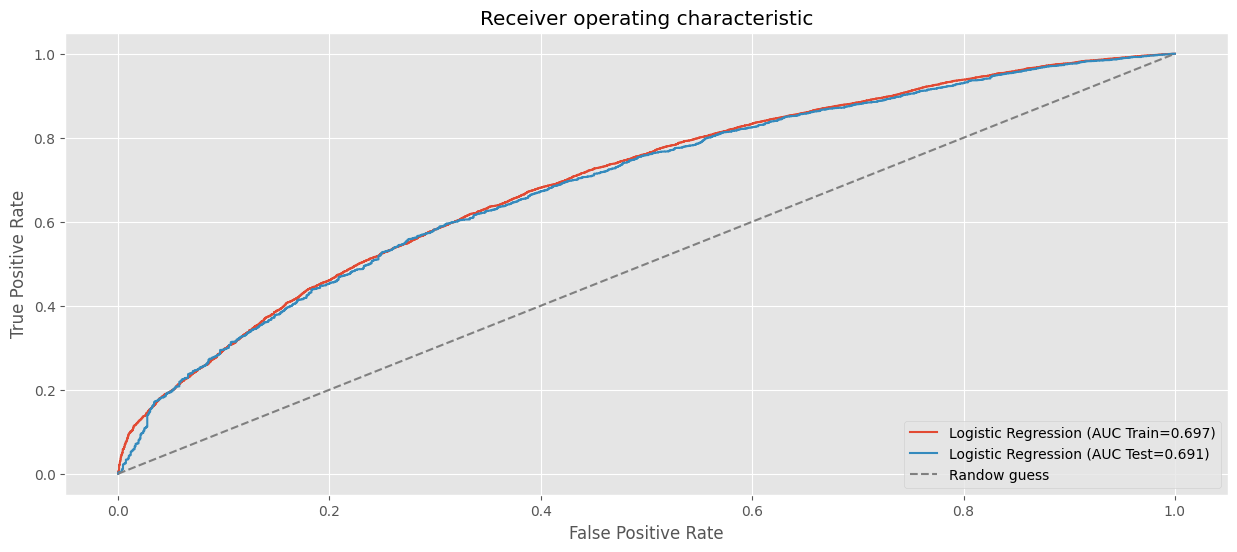 Receiver operating characteristic
True Positive Rate
1.0
0.8
0.6
0.4
0.2
0.0
Logistic Regression (AUC Train=0.697)
Logistic Regression (AUC Test=0.691)
Randow guess
0.0 0.2 0.4 0.6 0.8 1.0
False Positive Rate